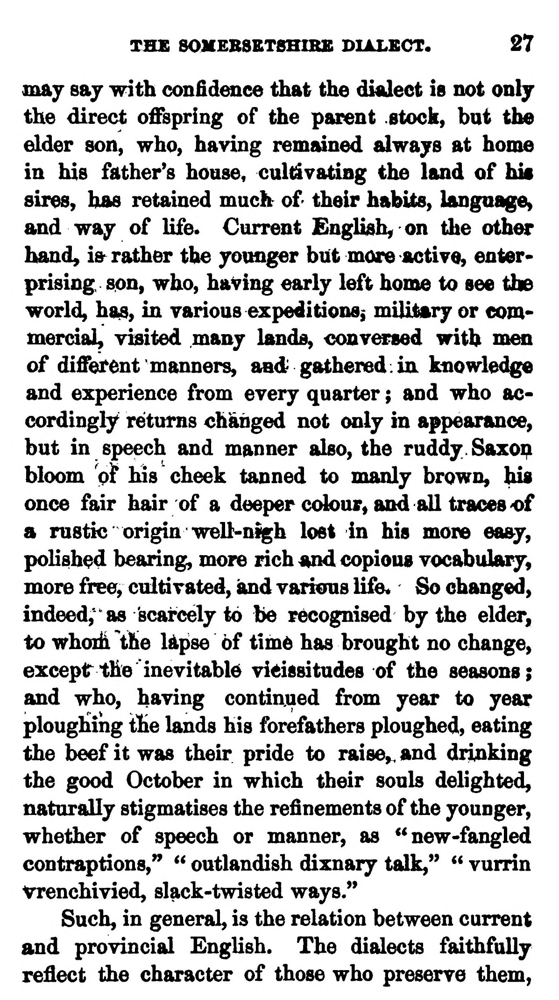 THE SOMERSETSHIRE DIALECT. 27
may say with confidence that the dialect is not only
the direct offspring of the parent stock, but the
elder son, who, having remained always at home
in his father's house, cultivating the land of his
sires, has retained much of their habits, language,
and way of life. Current English, on the other
hand, is rather the younger but more active, enter-
prising son, who, having early left home to see the
world, has, in various expeditions, military or com-
mercial, visited many lands, conversed with men
of different manners, and gathered in knowledge
and experience from every quarter; and who ac-
cordingly returns changed not only in appearance,
but in speech and manner also, the ruddy Saxon
bloom of his cheek tanned to manly brown, his
once fair hair of a deeper colour, and all traces of
a rustic origin well-nigh lost in his more easy,
polished bearing, more rich and copious vocabulary,
more free, cultivated, and various life. So changed,
indeed, as scarcely to be recognised by the elder,
to whom the lapse of time has brought no change,
except the inevitable vicissitudes of the seasons;
and who, having continued from year to year
ploughing the lands his forefathers ploughed, eating
the beef it was their pride to raise, and drinking
the good October in which their souls delighted,
naturally stigmatises the refinements of the younger,
whether of speech or manner, as "new-fangled
contraptions," "outlandish dixnary talk," "vurrin
vrenchivied, slack-twisted ways."
Such, in general, is the relation between current
and provincial English. The dialects faithfully
reflect the character of those who preserve them,